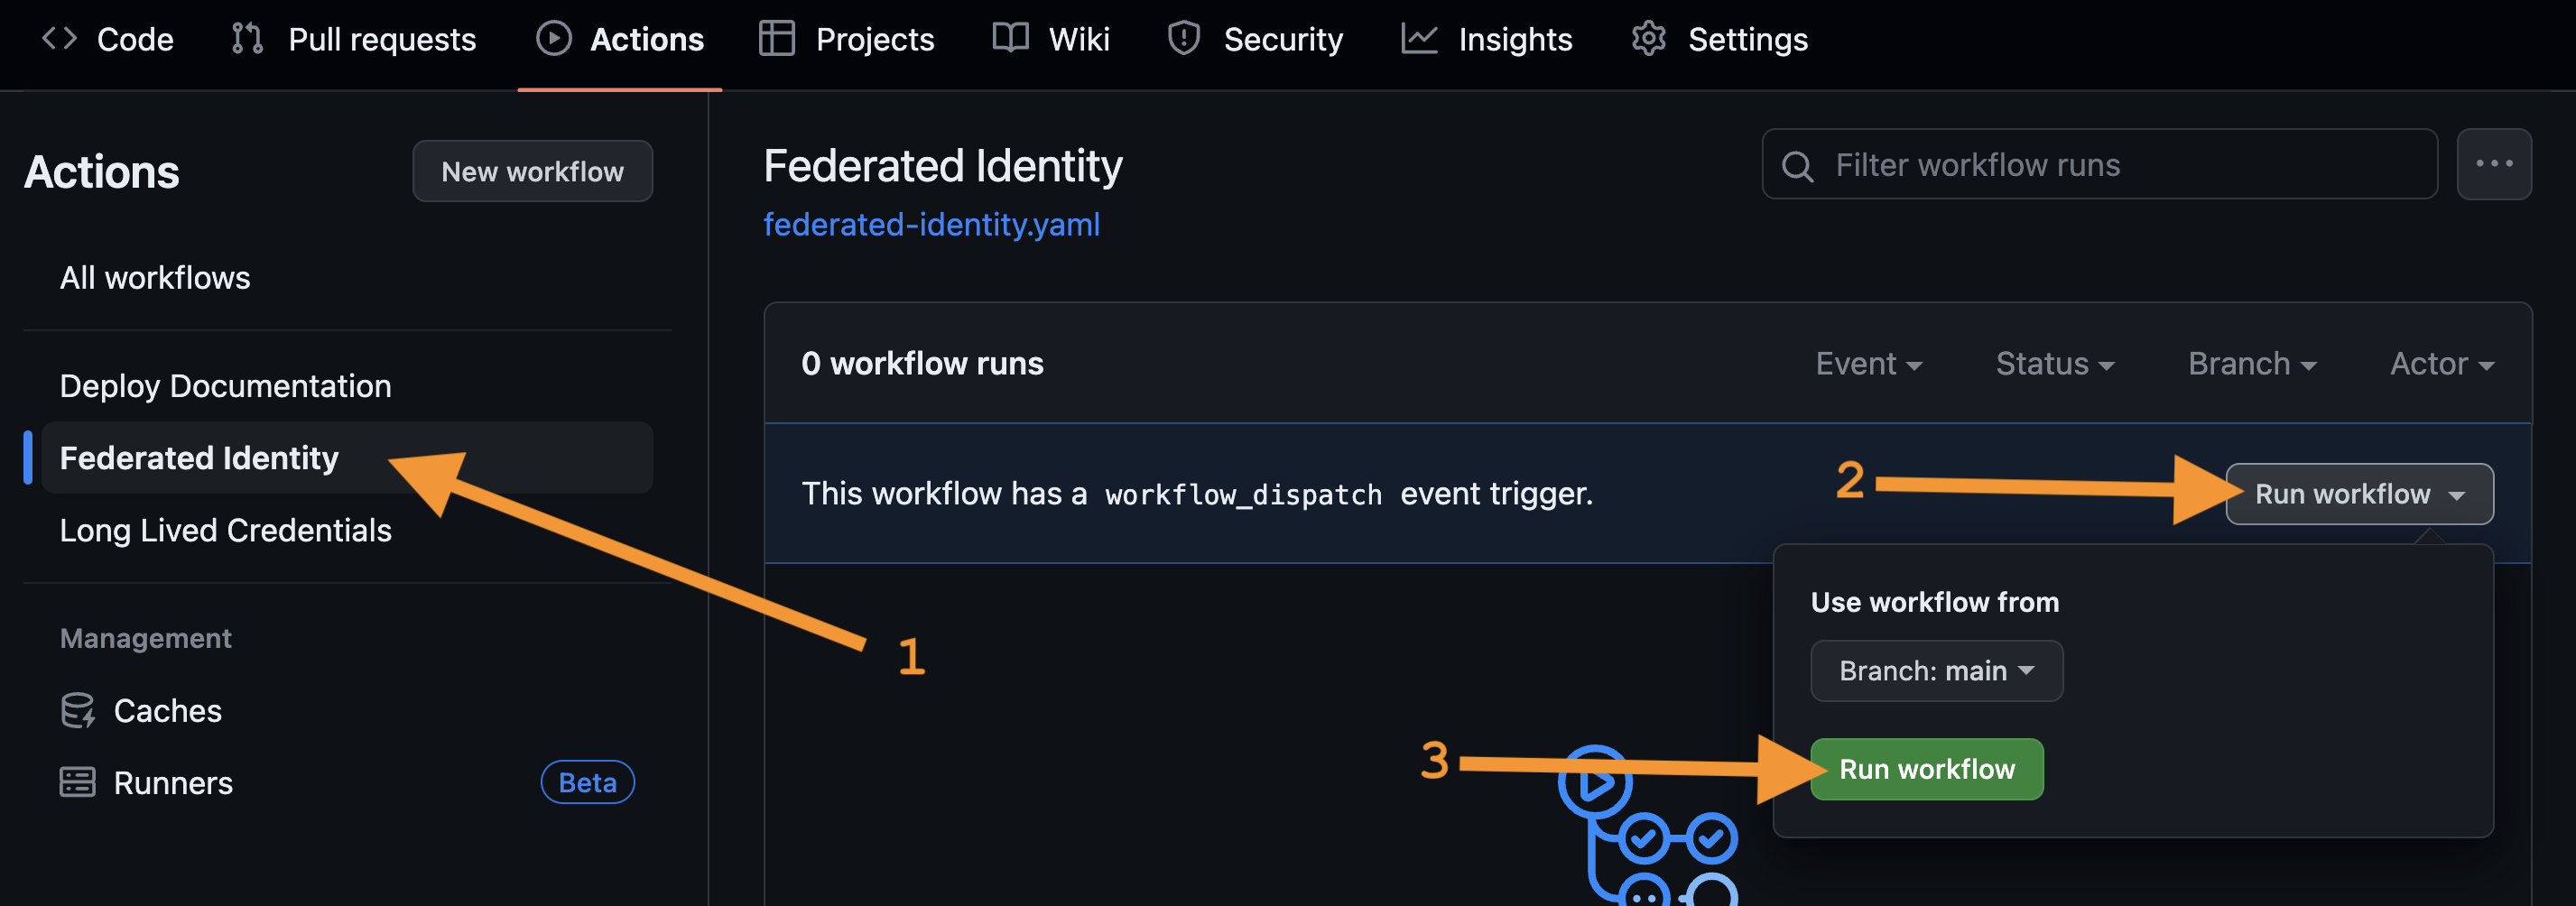 Code Pull requests Actions Projects Wiki Security Insights Settings
Actions
New workflow
All workflows
Deploy Documentation
Federated Identity
Long Lived Credentials
Management
Caches
Runners Beta
1
Federated Identity
federated-identity.yaml
Filter workflow runs
0 workflow runs
Event Status Branch Actor
This workflow has a workflow_dispatch event trigger.
2
Run workflow
Use workflow from
Branch: main
3
Run workflow